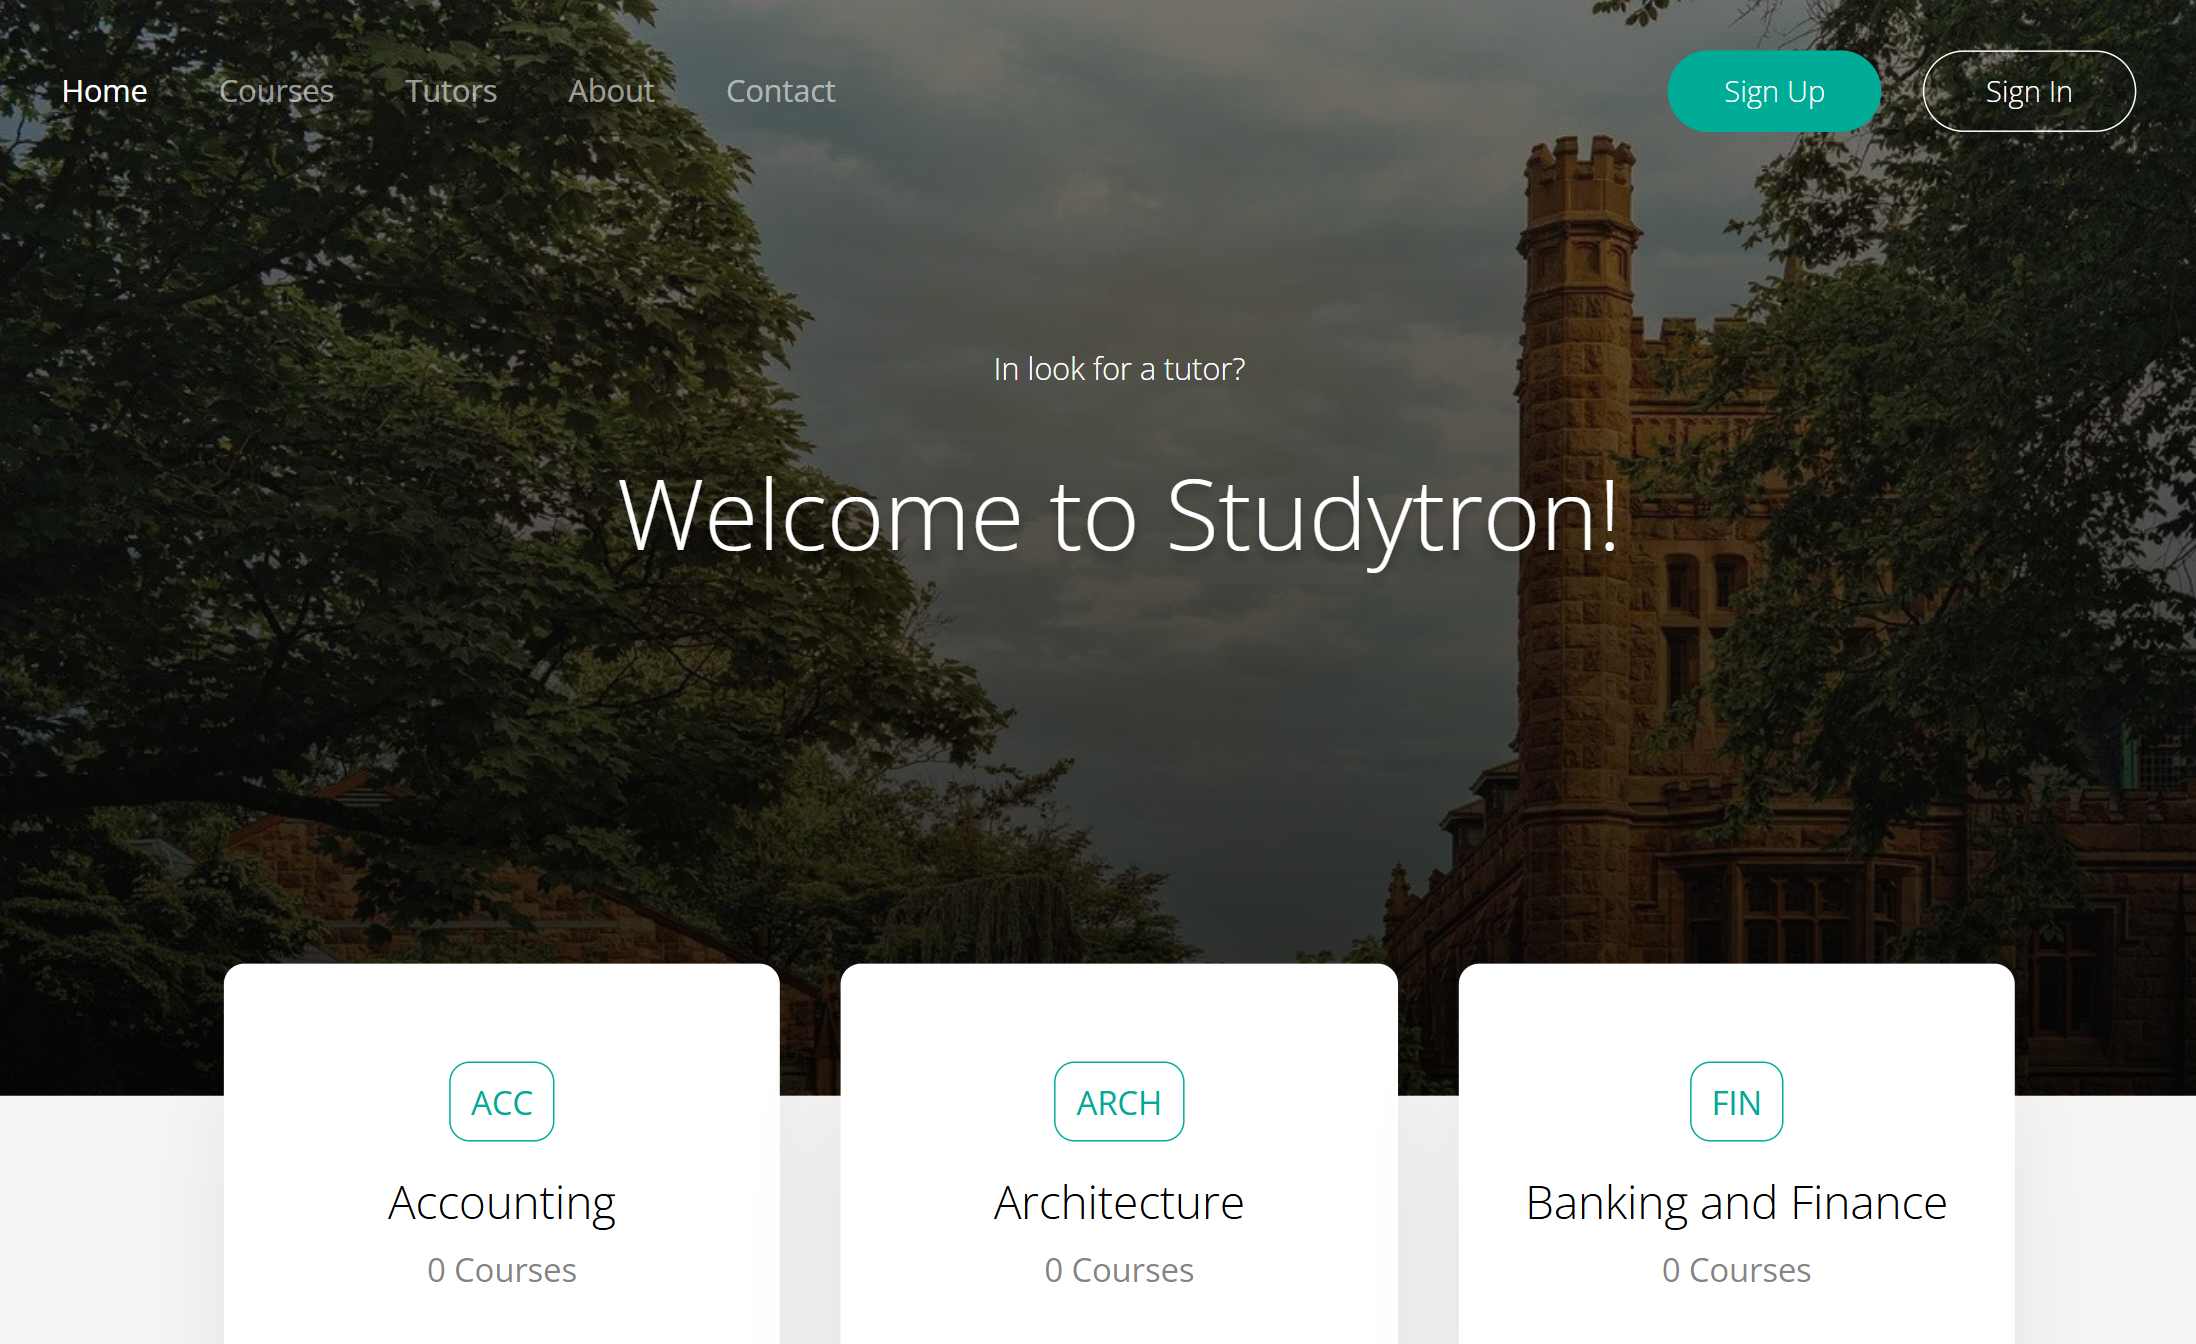 Home Courses Tutors About Contact Sign Up Sign In
In look for a tutor?
Welcome to Studytron!
ACC
Accounting
0 Courses
ARCH
Architecture
0 Courses
FIN
Banking and Finance
0 Courses